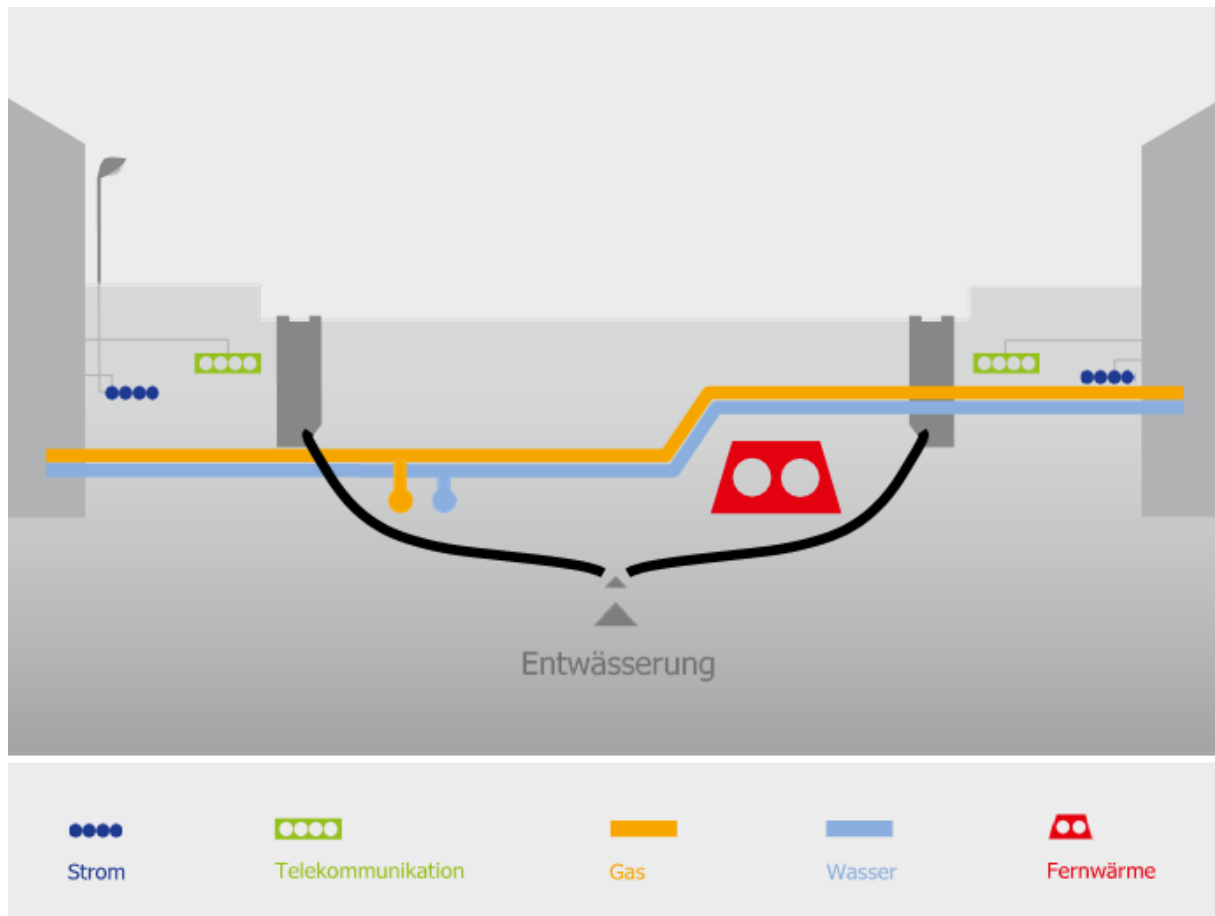 Entwässerung
Strom
Telekommunikation
Gas
Wasser
Fernwärme